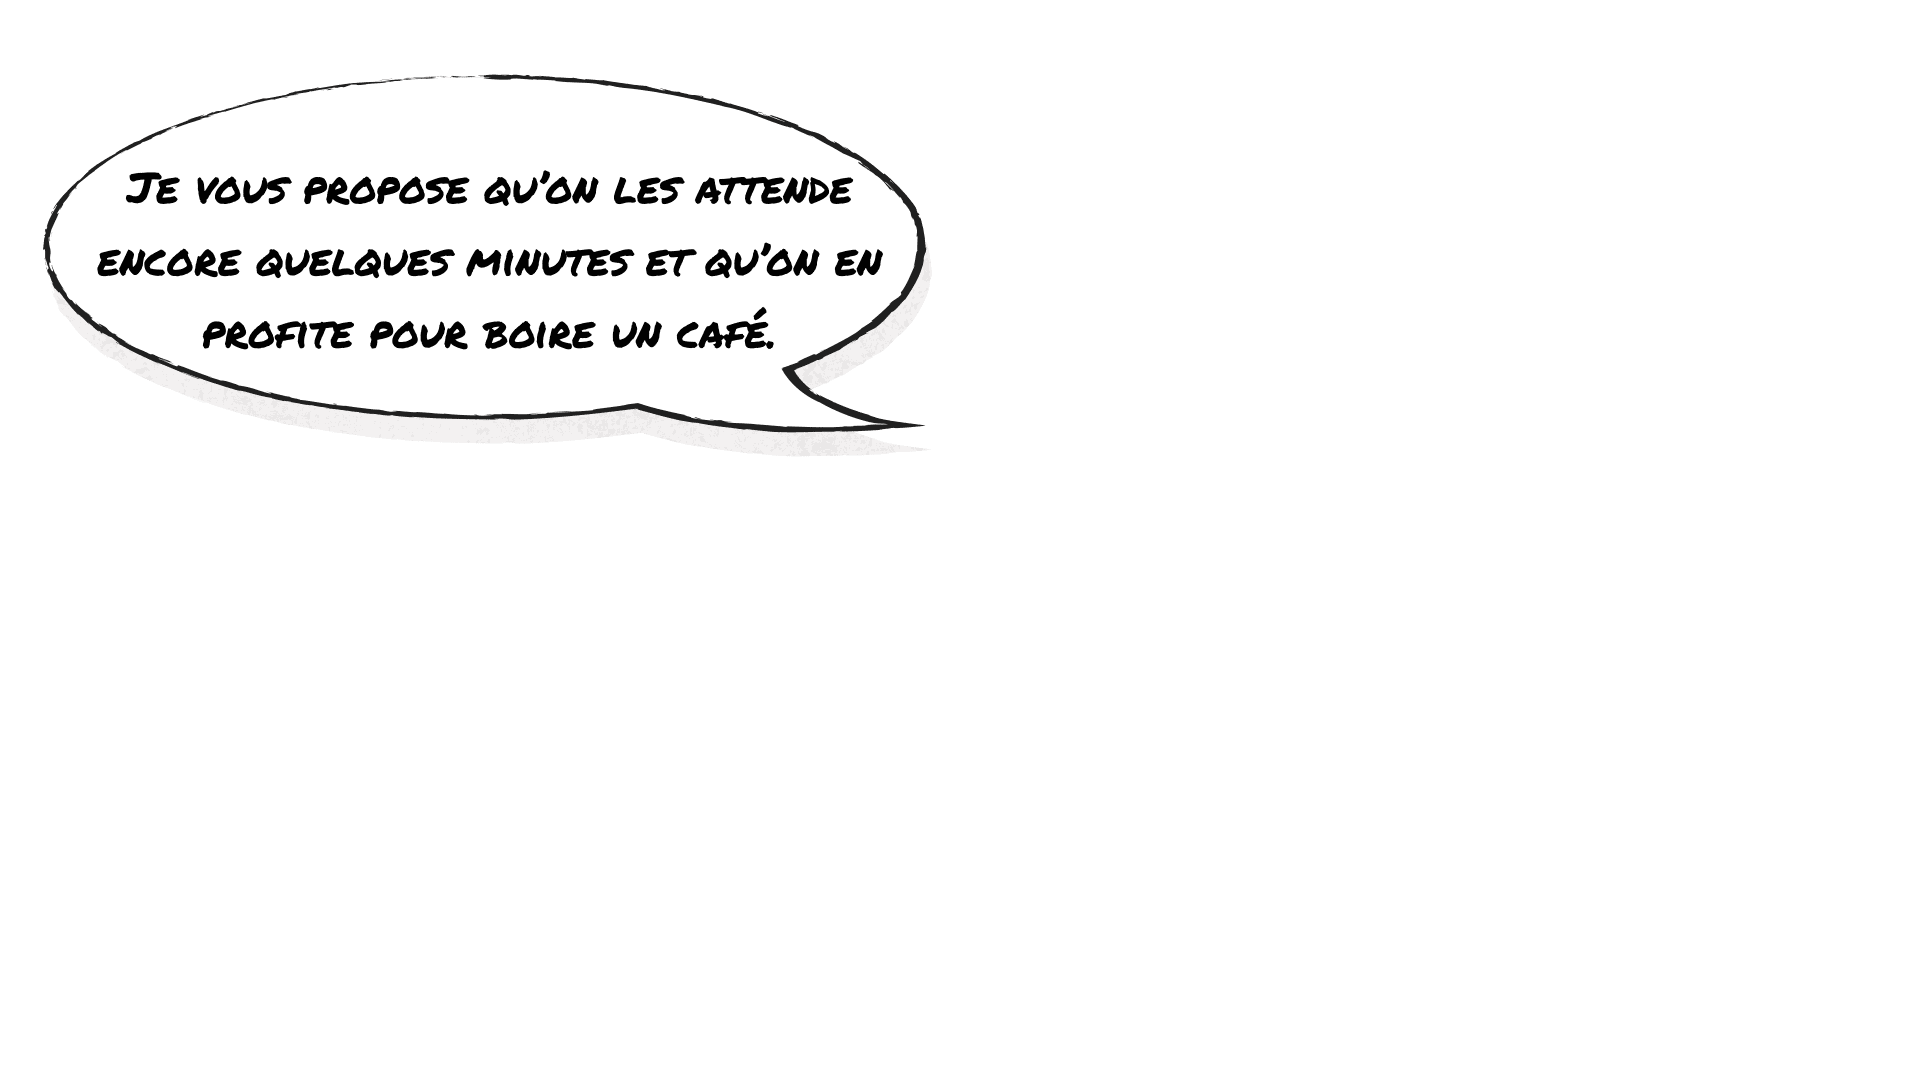 Je vous propose qu'on les attende
encore quelques minutes et qu'on en
profite pour boire un café.